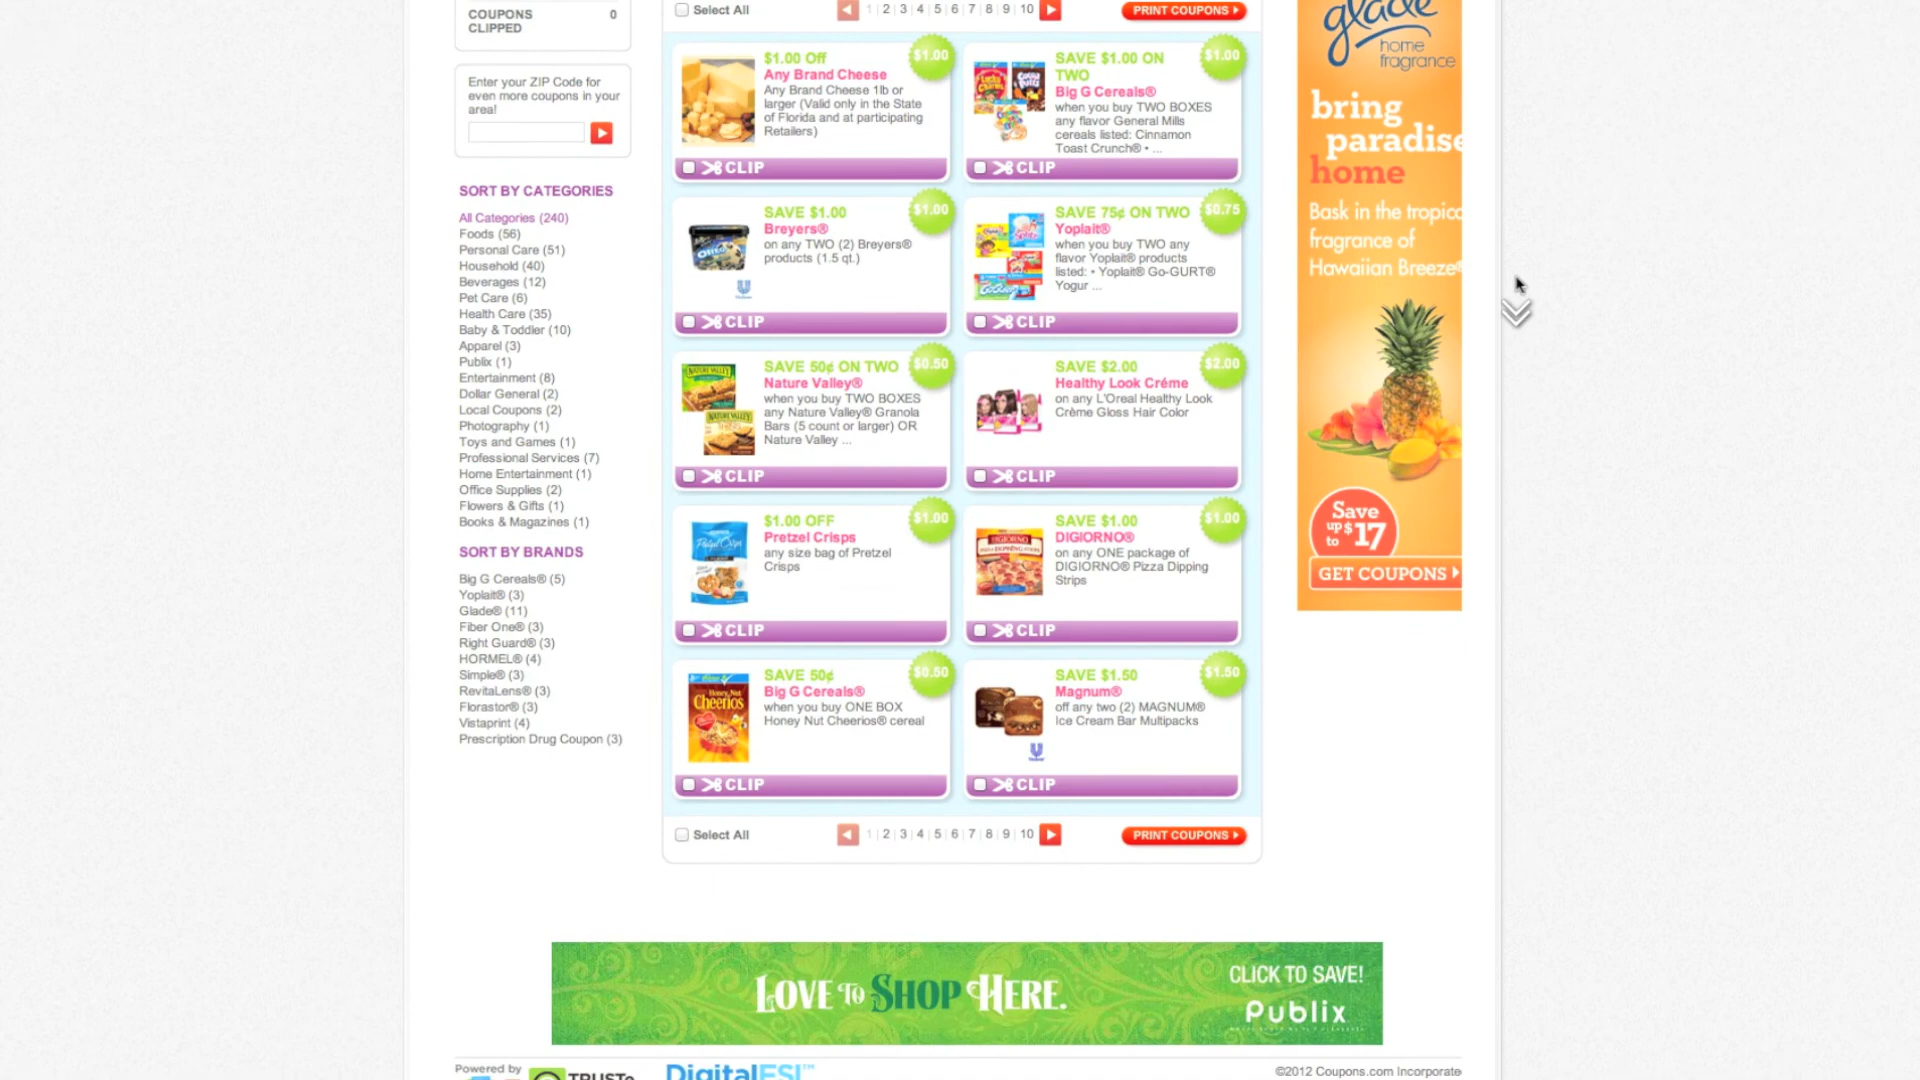 COUPONS 0
CLIPPED
Enter your ZIP Code for
even more coupons in your
area!
SORT BY CATEGORIES
All Categories (240)
Foods (56)
Personal Care (51)
Household (40)
Beverages (12)
Pet Care (6)
Health Care (35)
Baby & Toddler (10)
Apparel (3)
Publix (1)
Entertainment (8)
Dollar General (2)
Local Coupons (2)
Photography (1)
Toys and Games (1)
Professional Services (7)
Home Entertainment (1)
Office Supplies (2)
Flowers & Gifts (1)
Books & Magazines (1)
SORT BY BRANDS
Big G Cereals® (5)
Yoplait® (3)
Glade® (11)
Fiber One® (3)
Right Guard® (3)
HORMEL® (4)
Simple® (3)
RevitaLens® (3)
Florastor® (3)
Vistaprint (4)
Prescription Drug Coupon (3)
Select All
1 | 2 | 3 | 4 | 5 | 6 | 7 | 8 | 9 | 10
PRINT COUPONS
$1.00 Off
$1.00
Any Brand Cheese
Any Brand Cheese 1lb or
larger (Valid only in the State
of Florida and at participating
Retailers)
CLIP
SAVE $1.00 ON
TWO
$1.00
Big G Cereals®
when you buy TWO BOXES
any flavor General Mills
cereals listed: Cinnamon
Toast Crunch® • ...
CLIP
SAVE $1.00
$1.00
Breyers®
on any TWO (2) Breyers®
products (1.5 qt.)
CLIP
SAVE 75¢ ON TWO
$0.75
Yoplait®
when you buy TWO any
flavor Yoplait® products
listed: • Yoplait® Go-GURT®
Yogur ...
CLIP
SAVE 50¢ ON TWO
$0.50
Nature Valley®
when you buy TWO BOXES
any Nature Valley® Granola
Bars (5 count or larger) OR
Nature Valley ...
NATURE VALLEY
NATURE VALLEY
CLIP
SAVE $2.00
$2.00
Healthy Look Créme
on any L'Oreal Healthy Look
Crème Gloss Hair Color
CLIP
$1.00 OFF
$1.00
Pretzel Crisps
any size bag of Pretzel
Crisps
Pretzel Crisps
CLIP
SAVE $1.00
$1.00
DIGIORNO®
on any ONE package of
DIGIORNO® Pizza Dipping
Strips
DIGIORNO
CLIP
SAVE 50¢
$0.50
Big G Cereals®
when you buy ONE BOX
Honey Nut Cheerios® cereal
Honey Nut
Cheerios
CLIP
SAVE $1.50
$1.50
Magnum®
off any two (2) MAGNUM®
Ice Cream Bar Multipacks
CLIP
Select All
1 | 2 | 3 | 4 | 5 | 6 | 7 | 8 | 9 | 10
PRINT COUPONS
glade
home
fragrance
bring
paradise
home
Bask in the tropic
fragrance of
Hawaiian Breeze®
Save
up to $17
GET COUPONS
LOVE TO SHOP HERE.
CLICK TO SAVE!
Publix
Powered by
TRUSTe
DigitalFSI™
©2012 Coupons.com Incorporate